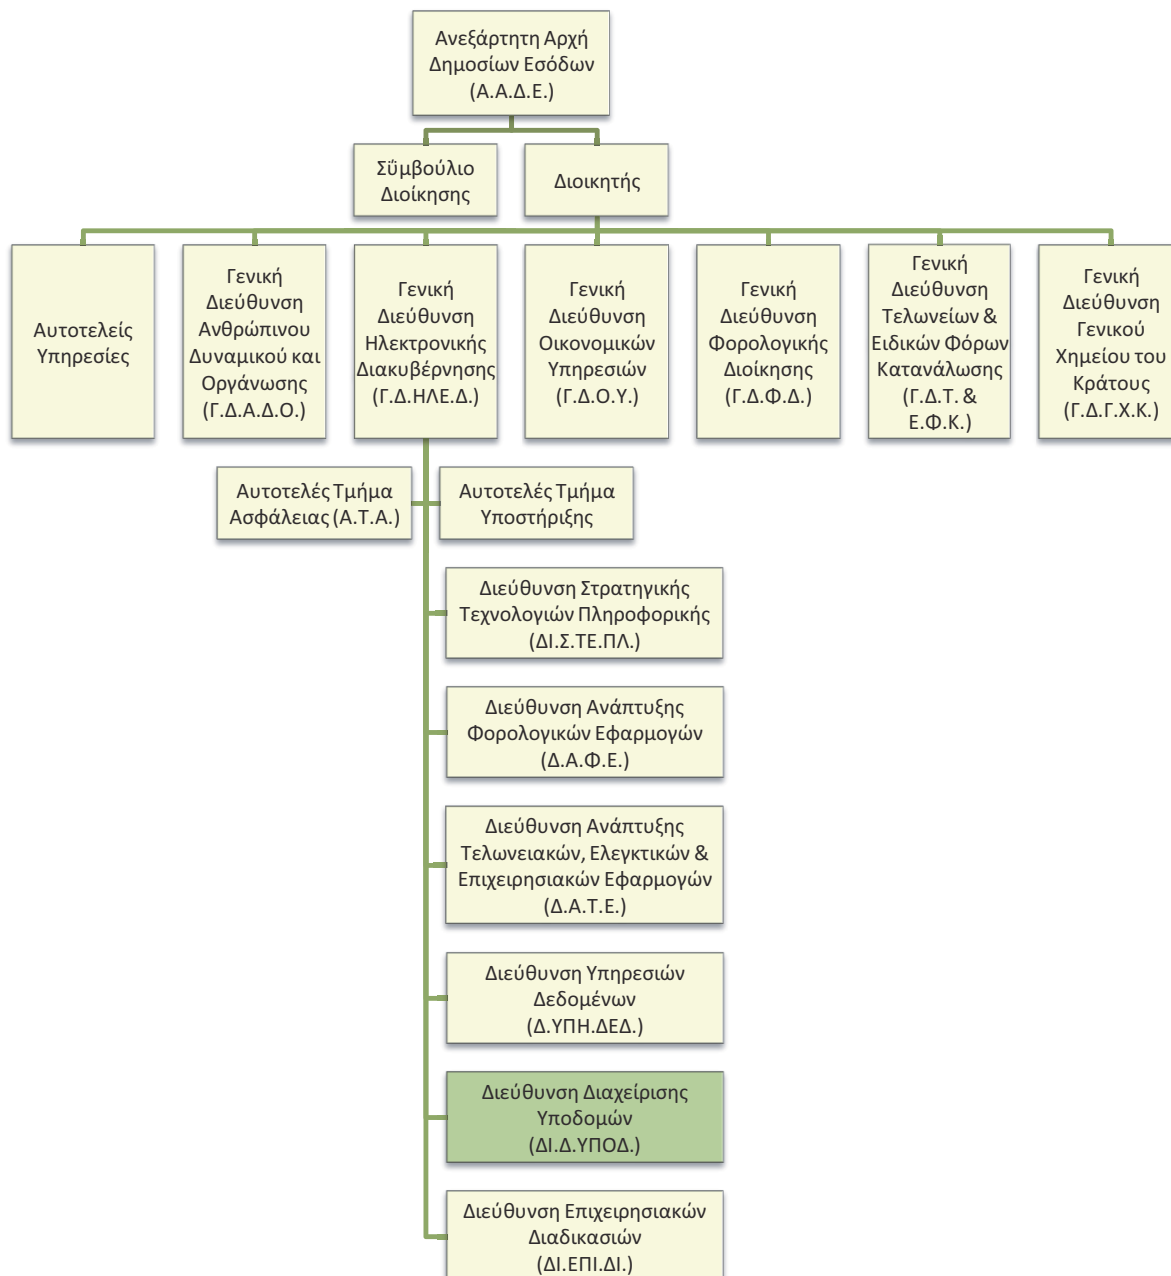 Ανεξάρτητη Αρχή
Δημοσίων Εσόδων
(Α.Α.Δ.Ε.)
Σΰμβούλιο
Διοίκησης
Διοικητής
Αυτοτελείς
Υπηρεσίες
Γενική
Διεύθυνση
Ανθρώπινου
Δυναμικού και
Οργάνωσης
(Γ.Δ.Α.Δ.Ο.)
Γενική
Διεύθυνση
Ηλεκτρονικής
Διακυβέρνησης
(Γ.Δ.ΗΛΕ.Δ.)
Γενική
Διεύθυνση
Οικονομικών
Υπηρεσιών
(Γ.Δ.Ο.Υ.)
Γενική
Διεύθυνση
Φορολογικής
Διοίκησης
(Γ.Δ.Φ.Δ.)
Γενική
Διεύθυνση
Τελωνείων &
Ειδικών Φόρων
Κατανάλωσης
(Γ.Δ.Τ. &
Ε.Φ.Κ.)
Γενική
Διεύθυνση
Γενικού
Χημείου του
Κράτους
(Γ.Δ.Γ.Χ.Κ.)
Αυτοτελές Τμήμα
Ασφάλειας (Α.Τ.Α.)
Αυτοτελές Τμήμα
Υποστήριξης
Διεύθυνση Στρατηγικής
Τεχνολογιών Πληροφορικής
(ΔΙ.Σ.ΤΕ.ΠΛ.)
Διεύθυνση Ανάπτυξης
Φορολογικών Εφαρμογών
(Δ.Α.Φ.Ε.)
Διεύθυνση Ανάπτυξης
Τελωνειακών, Ελεγκτικών &
Επιχειρησιακών Εφαρμογών
(Δ.Α.Τ.Ε.)
Διεύθυνση Υπηρεσιών
Δεδομένων
(Δ.ΥΠΗ.ΔΕΔ.)
Διεύθυνση Διαχείρισης
Υποδομών
(ΔΙ.Δ.ΥΠΟΔ.)
Διεύθυνση Επιχειρησιακών
Διαδικασιών
(ΔΙ.ΕΠΙ.ΔΙ.)